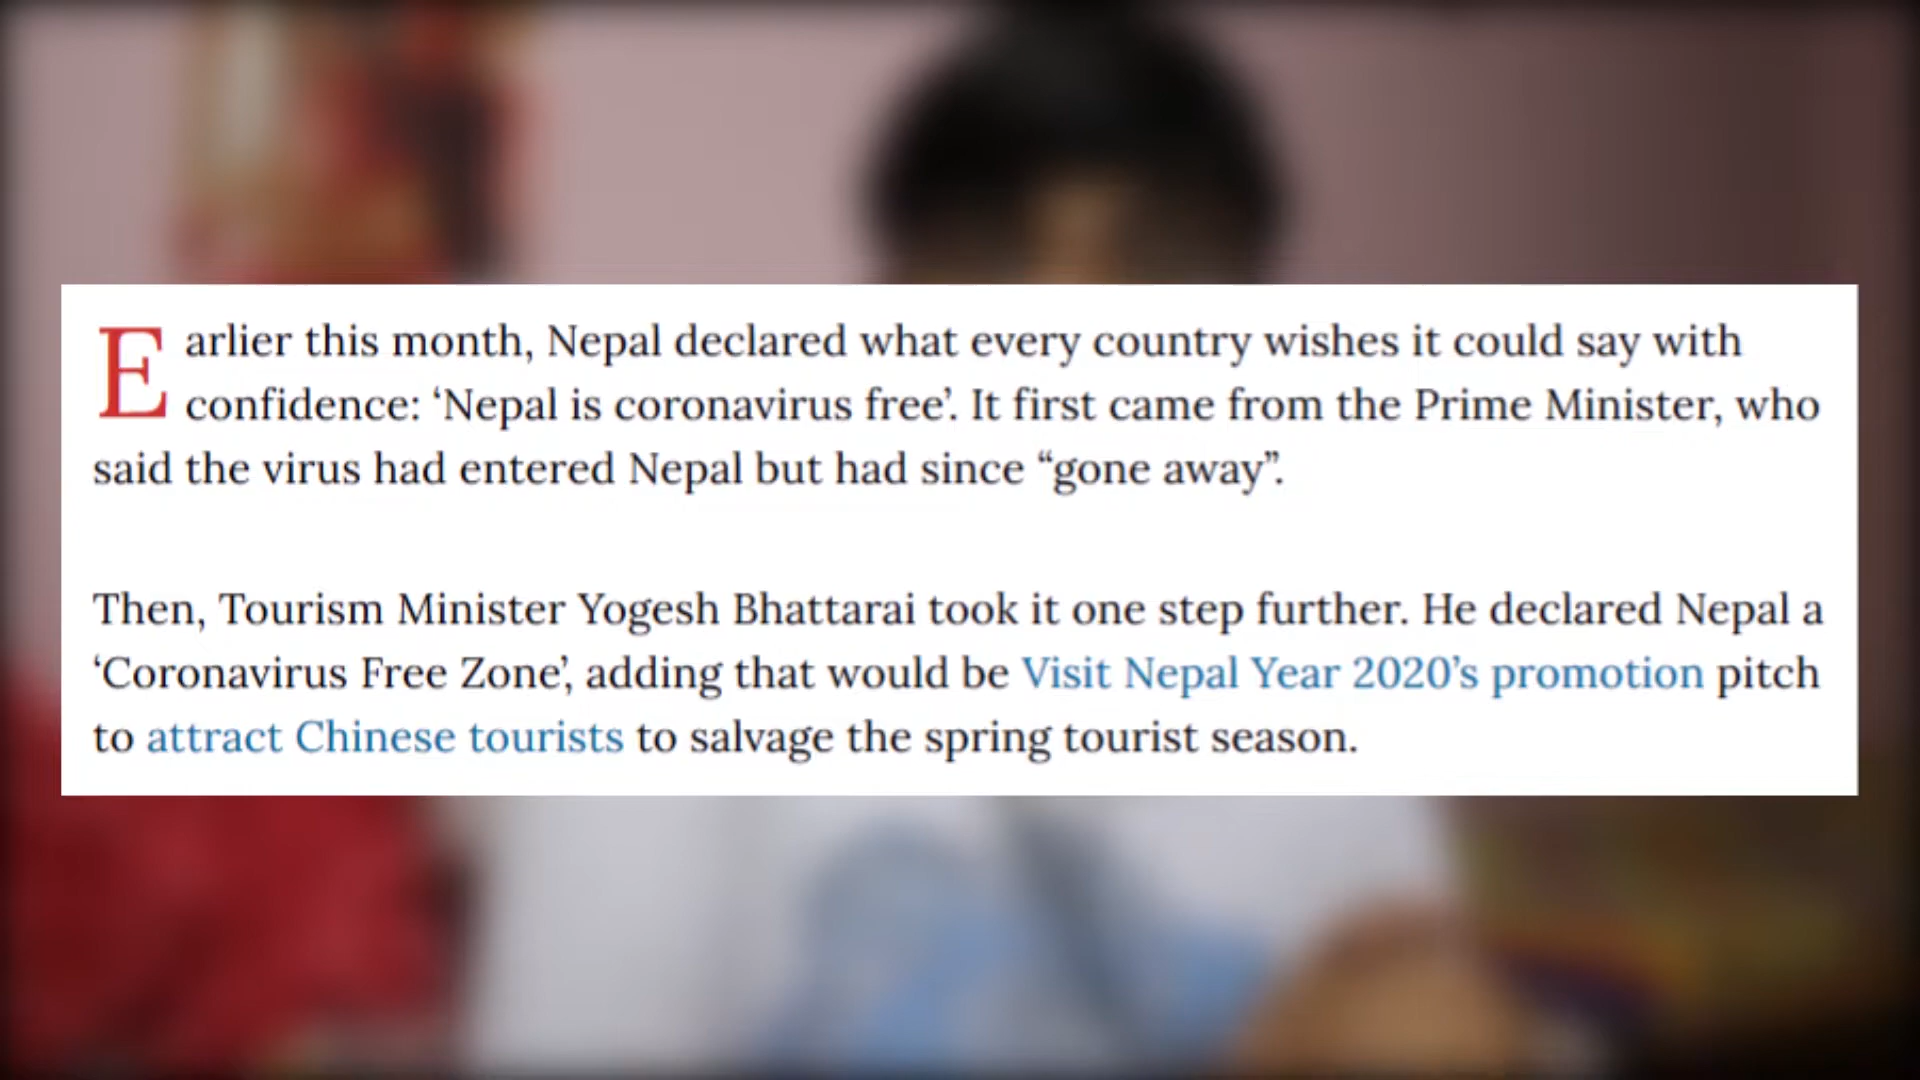 Earlier this month, Nepal declared what every country wishes it could say with
confidence: ‘Nepal is coronavirus free’. It first came from the Prime Minister, who
said the virus had entered Nepal but had since “gone away”.
Then, Tourism Minister Yogesh Bhattarai took it one step further. He declared Nepal a
‘Coronavirus Free Zone’, adding that would be Visit Nepal Year 2020’s promotion pitch
to attract Chinese tourists to salvage the spring tourist season.